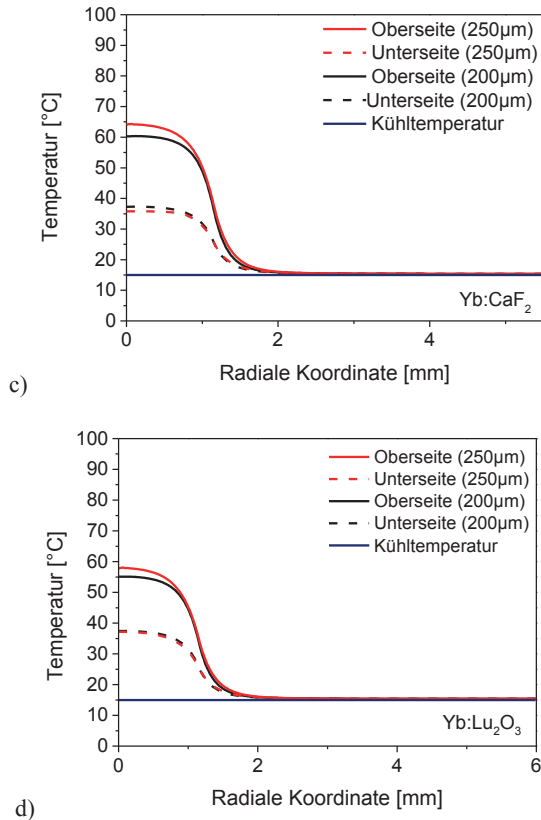 100
90
80
70
60
50
40
30
20
10
0
Temperatur [°C]
Oberseite (250µm)
Unterseite (250µm)
Oberseite (200µm)
Unterseite (200µm)
Kühltemperatur
Yb:CaF₂
0 2 4
Radiale Koordinate [mm]
c)
100
90
80
70
60
50
40
30
20
10
0
Temperatur [°C]
Oberseite (250µm)
Unterseite (250µm)
Oberseite (200µm)
Unterseite (200µm)
Kühltemperatur
Yb:Lu₂O₃
0 2 4 6
Radiale Koordinate [mm]
d)